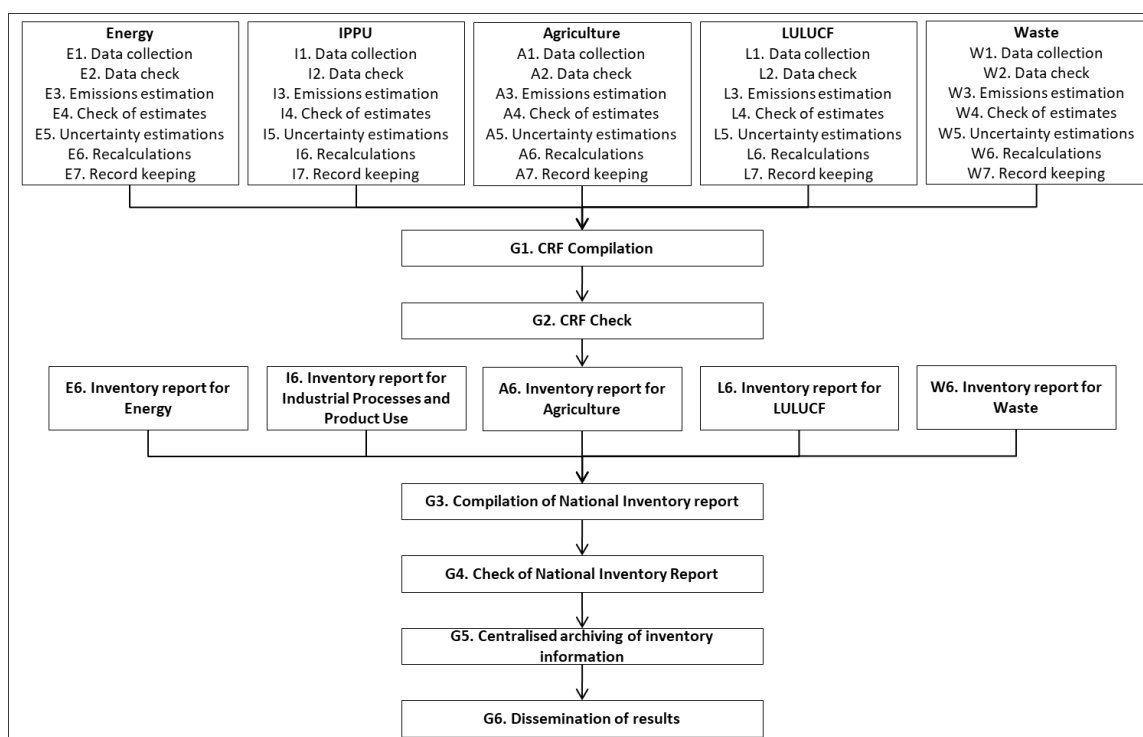 Energy
E1. Data collection
E2. Data check
E3. Emissions estimation
E4. Check of estimates
E5. Uncertainty estimations
E6. Recalculations
E7. Record keeping
IPPU
I1. Data collection
I2. Data check
I3. Emissions estimation
I4. Check of estimates
I5. Uncertainty estimations
I6. Recalculations
I7. Record keeping
Agriculture
A1. Data collection
A2. Data check
A3. Emissions estimation
A4. Check of estimates
A5. Uncertainty estimations
A6. Recalculations
A7. Record keeping
LULUCF
L1. Data collection
L2. Data check
L3. Emissions estimation
L4. Check of estimates
L5. Uncertainty estimations
L6. Recalculations
L7. Record keeping
Waste
W1. Data collection
W2. Data check
W3. Emissions estimation
W4. Check of estimates
W5. Uncertainty estimations
W6. Recalculations
W7. Record keeping
G1. CRF Compilation
G2. CRF Check
E6. Inventory report for
Energy
I6. Inventory report for
Industrial Processes and
Product Use
A6. Inventory report for
Agriculture
L6. Inventory report for
LULUCF
W6. Inventory report for
Waste
G3. Compilation of National Inventory report
G4. Check of National Inventory Report
G5. Centralised archiving of inventory
information
G6. Dissemination of results